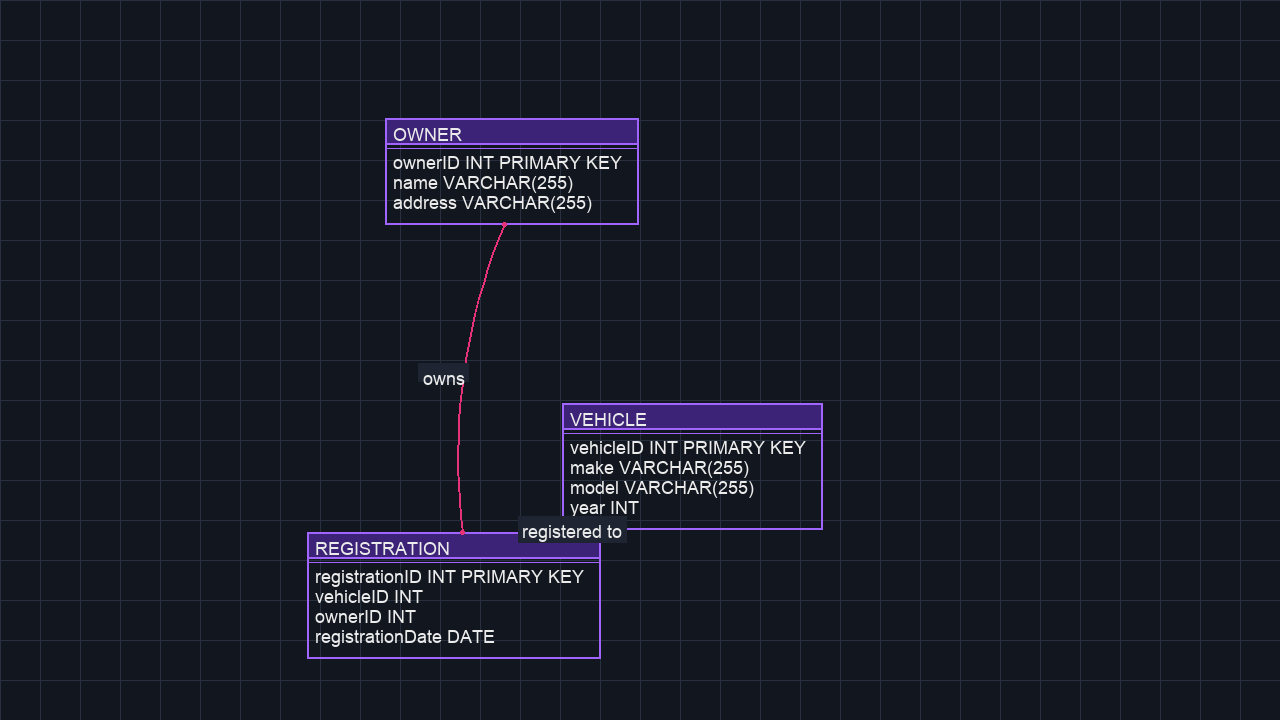 OWNER
ownerID INT PRIMARY KEY
name VARCHAR(255)
address VARCHAR(255)
owns
VEHICLE
vehicleID INT PRIMARY KEY
make VARCHAR(255)
model VARCHAR(255)
year INT
registered to
REGISTRATION
registrationID INT PRIMARY KEY
vehicleID INT
ownerID INT
registrationDate DATE